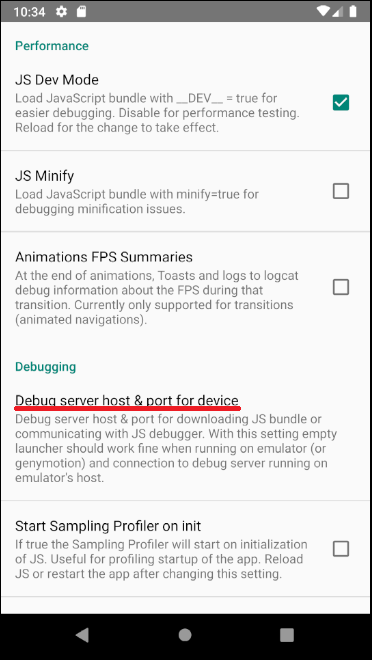 10:34
Performance
JS Dev Mode
Load JavaScript bundle with __DEV__ = true for
easier debugging. Disable for performance testing.
Reload for the change to take effect.
JS Minify
Load JavaScript bundle with minify=true for
debugging minification issues.
Animations FPS Summaries
At the end of animations, Toasts and logs to logcat
debug information about the FPS during that
transition. Currently only supported for transitions
(animated navigations).
Debugging
Debug server host & port for device
Debug server host & port for downloading JS bundle or
communicating with JS debugger. With this setting empty
launcher should work fine when running on emulator (or
genymotion) and connection to debug server running on
emulator's host.
Start Sampling Profiler on init
If true the Sampling Profiler will start on initialization
of JS. Useful for profiling startup of the app. Reload
JS or restart the app after changing this setting.